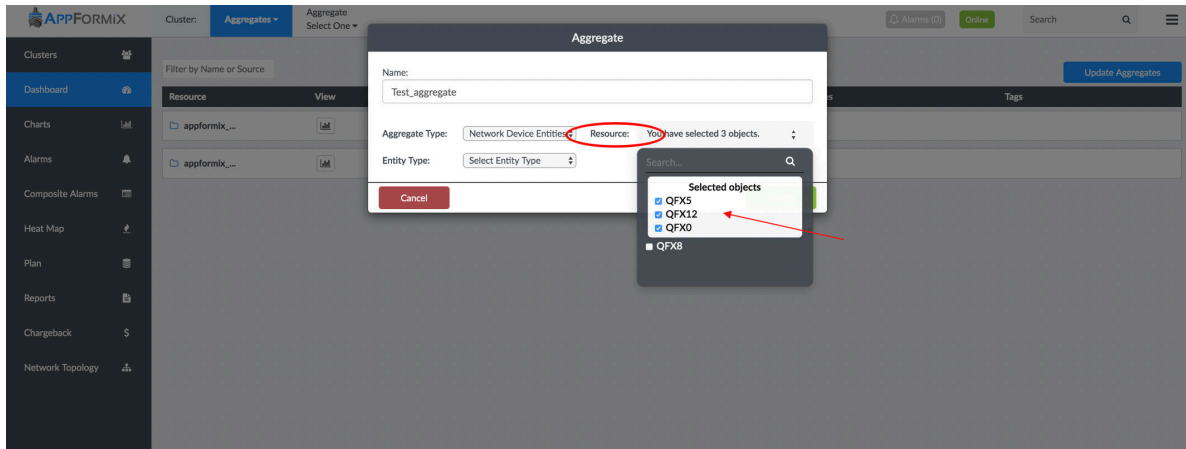 APPFORMIX
Cluster:
Aggregates
Aggregate
Select One
Alarms (0)
Online
Search
Clusters
Dashboard
Charts
Alarms
Composite Alarms
Heat Map
Plan
Reports
Chargeback
Network Topology
Filter by Name or Source
Update Aggregates
Resource
View
Tags
appformix_...
appformix_...
Aggregate
Name:
Test_aggregate
Aggregate Type:
Network Device Entities
Resource:
You have selected 3 objects.
Entity Type:
Select Entity Type
Search...
Selected objects
QFX5
QFX12
QFX0
QFX8
Cancel